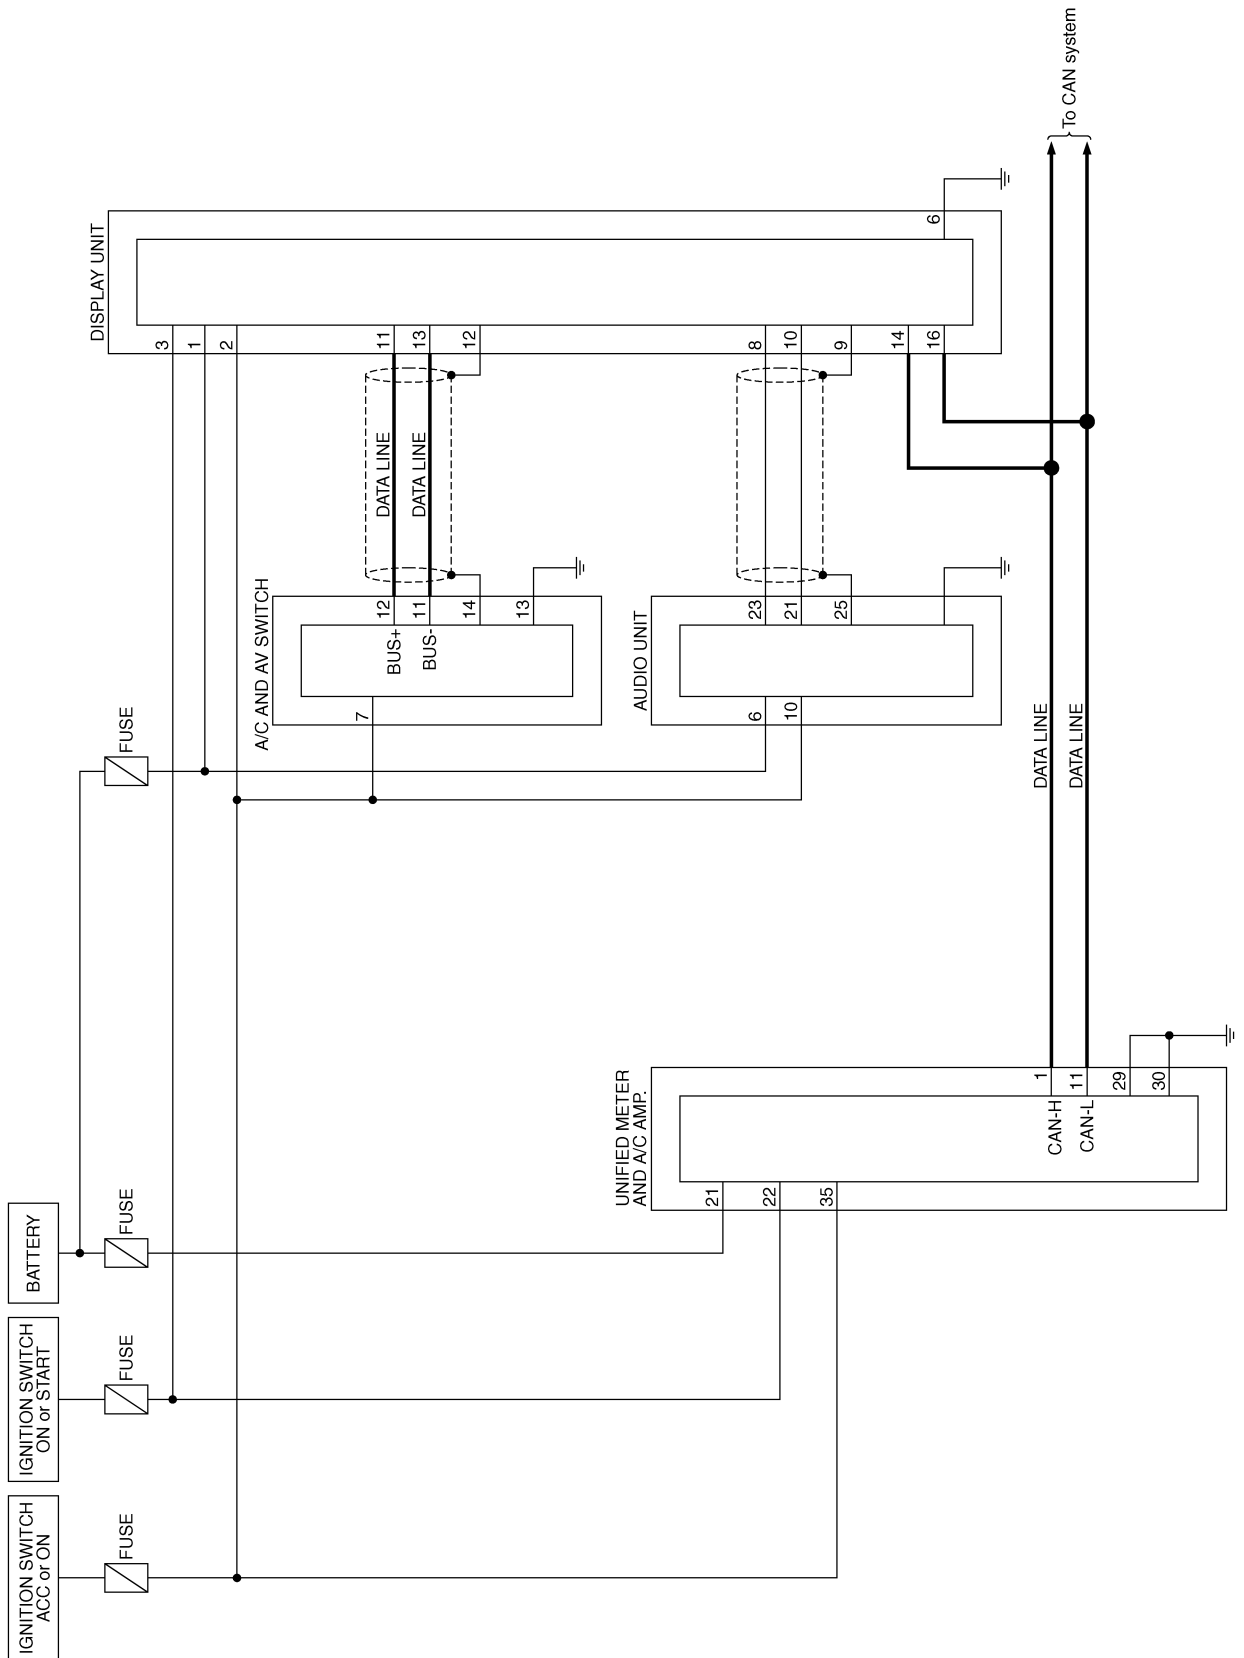 IGNITION SWITCH
ACC or ON
IGNITION SWITCH
ON or START
BATTERY
FUSE
FUSE
FUSE
FUSE
DISPLAY UNIT
3
1
2
11
13
12
8
10
9
14
16
6
A/C AND AV SWITCH
7
12
11
14
13
BUS+
BUS-
DATA LINE
DATA LINE
AUDIO UNIT
6
10
23
21
25
UNIFIED METER
AND A/C AMP.
21
22
35
1
11
29
30
CAN-H
CAN-L
DATA LINE
DATA LINE
To CAN system